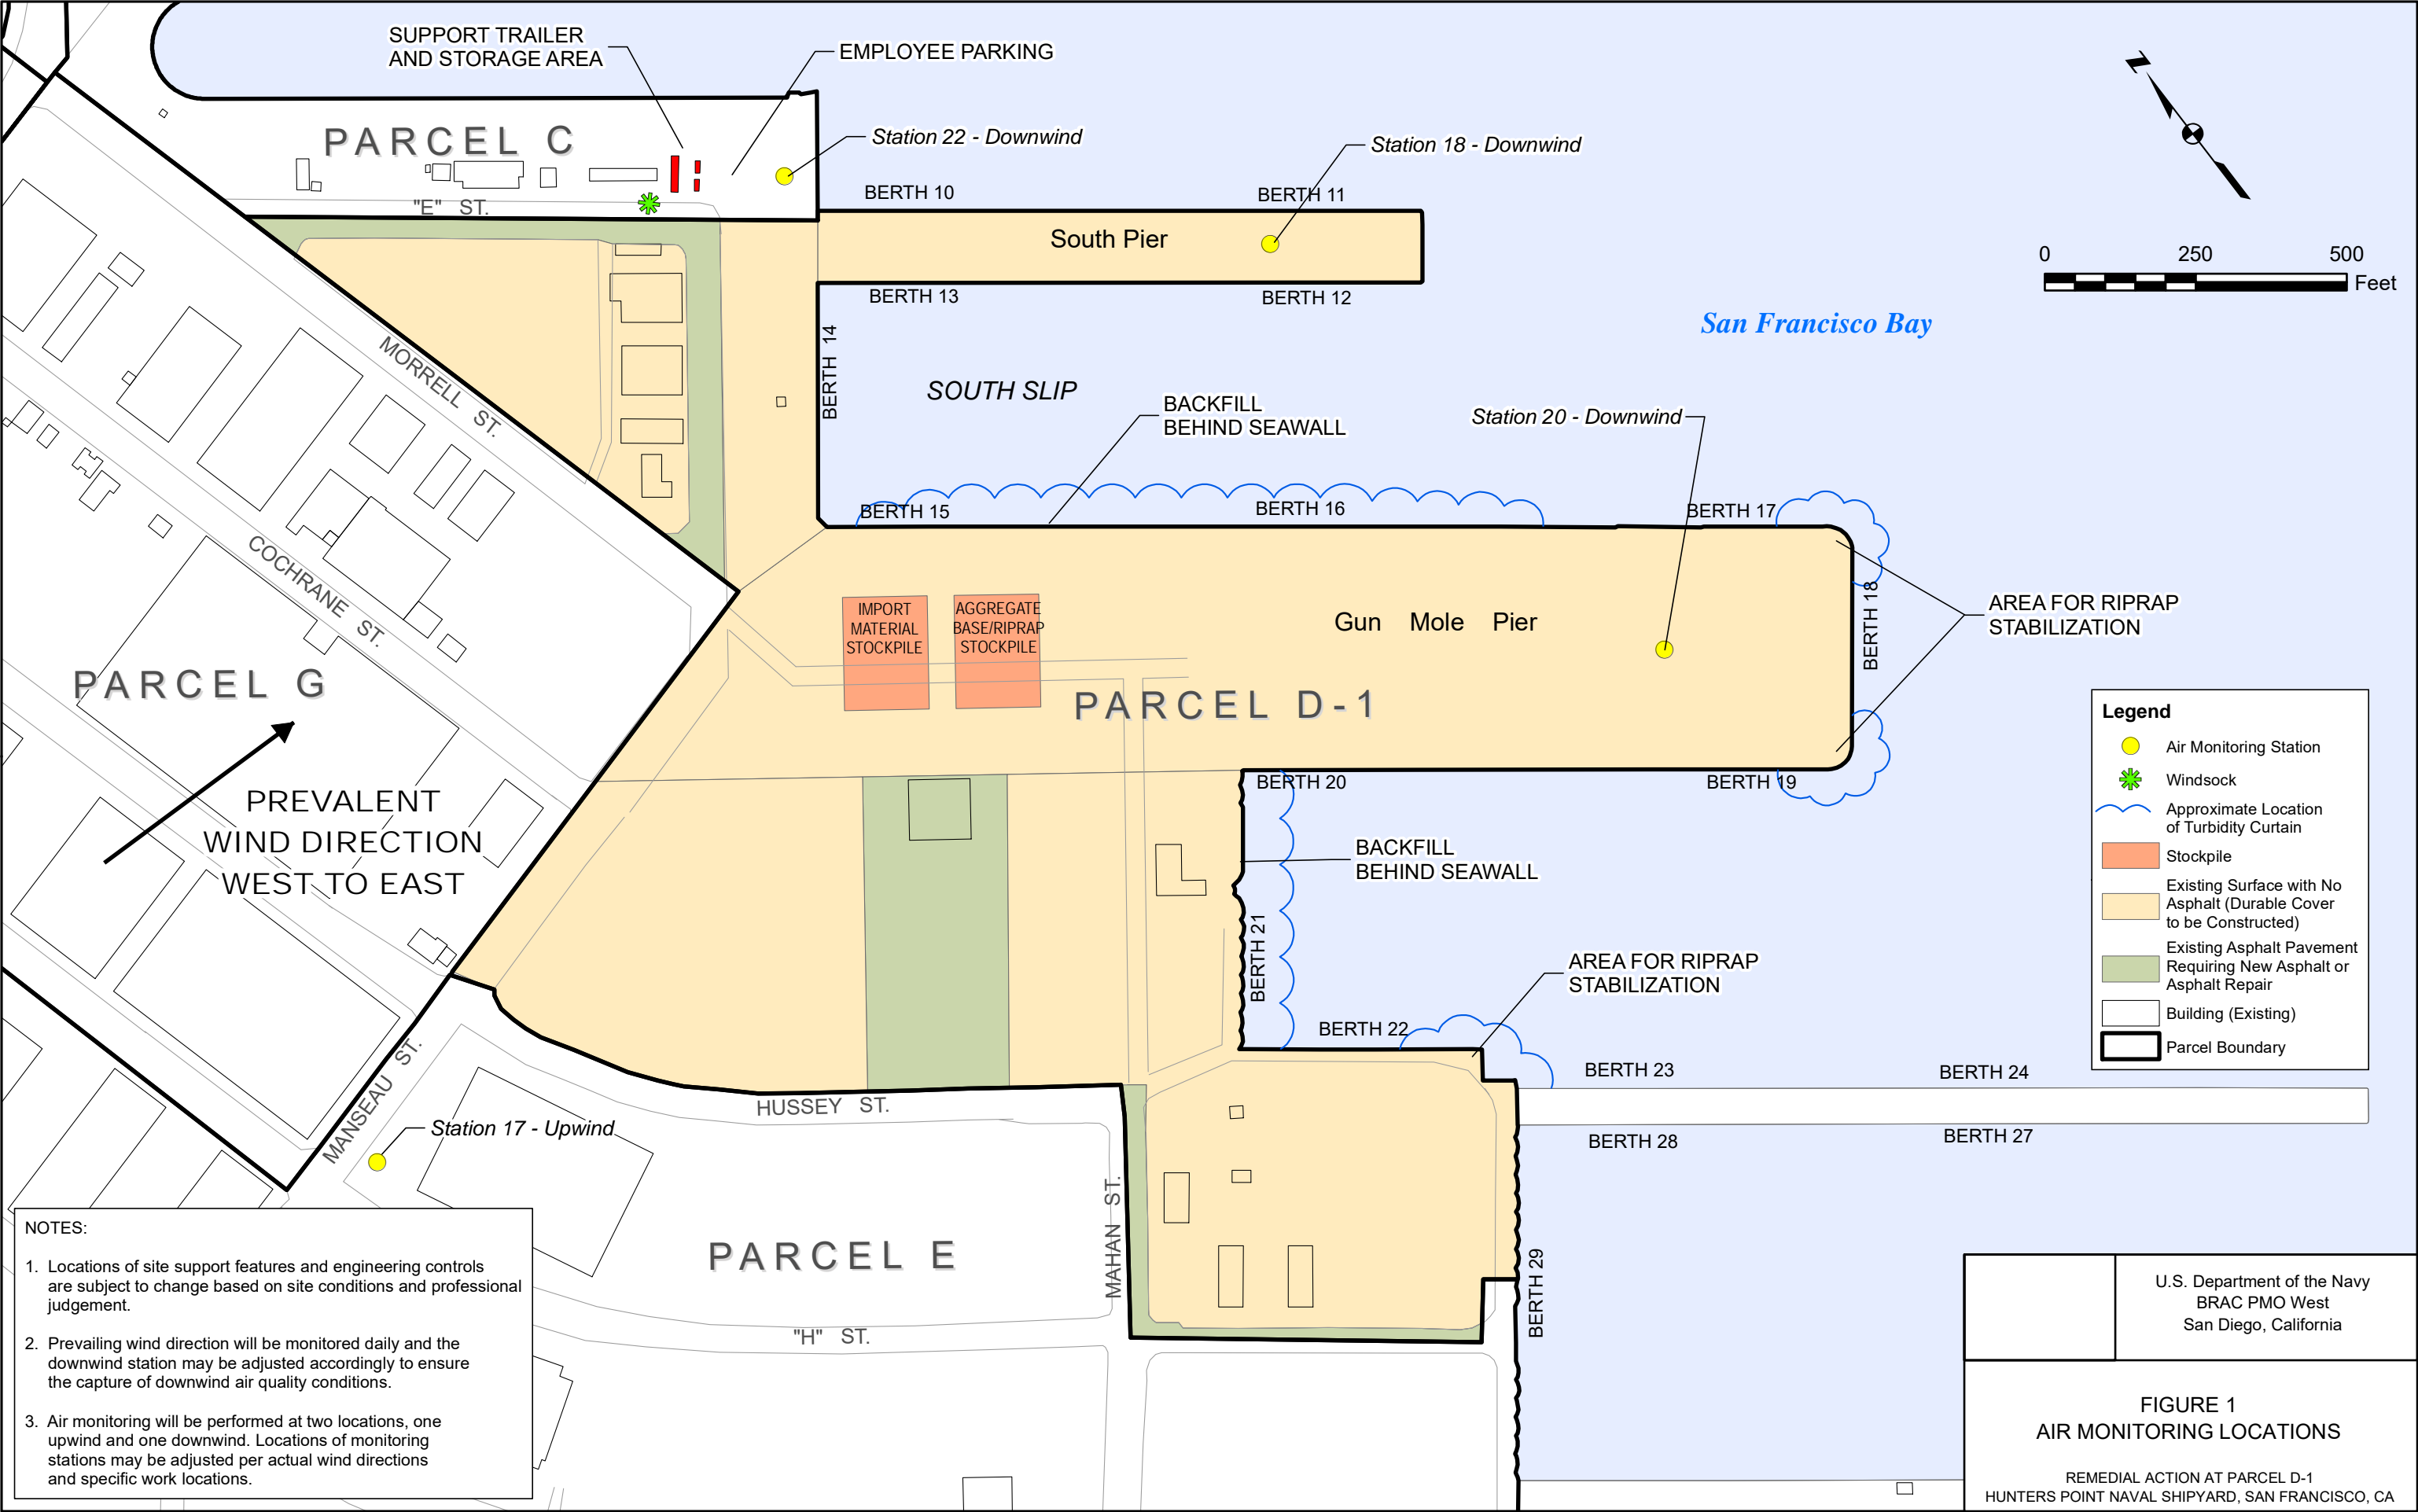 SUPPORT TRAILER
AND STORAGE AREA
EMPLOYEE PARKING
N
PARCEL C
Station 22 - Downwind
Station 18 - Downwind
BERTH 10
BERTH 11
"E" ST.
South Pier
0 250 500
Feet
BERTH 13
BERTH 12
San Francisco Bay
BERTH 14
MORRELL ST.
SOUTH SLIP
BACKFILL
BEHIND SEAWALL
Station 20 - Downwind
BERTH 15
BERTH 16
BERTH 17
COCHRANE ST.
IMPORT
MATERIAL
STOCKPILE
AGGREGATE
BASE/RIPRAP
STOCKPILE
Gun Mole Pier
BERTH 18
AREA FOR RIPRAP
STABILIZATION
PARCEL G
PARCEL D-1
BERTH 20
BERTH 19
PREVALENT
WIND DIRECTION
WEST TO EAST
BACKFILL
BEHIND SEAWALL
BERTH 21
AREA FOR RIPRAP
STABILIZATION
BERTH 22
BERTH 23
BERTH 24
BERTH 28
BERTH 27
MANSEAU ST.
HUSSEY ST.
Station 17 - Upwind
MAHAN ST.
PARCEL E
BERTH 29
"H" ST.
Legend
Air Monitoring Station
Windsock
Approximate Location
of Turbidity Curtain
Stockpile
Existing Surface with No
Asphalt (Durable Cover
to be Constructed)
Existing Asphalt Pavement
Requiring New Asphalt or
Asphalt Repair
Building (Existing)
Parcel Boundary
NOTES:
1. Locations of site support features and engineering controls
are subject to change based on site conditions and professional
judgement.
2. Prevailing wind direction will be monitored daily and the
downwind station may be adjusted accordingly to ensure
the capture of downwind air quality conditions.
3. Air monitoring will be performed at two locations, one
upwind and one downwind. Locations of monitoring
stations may be adjusted per actual wind directions
and specific work locations.
U.S. Department of the Navy
BRAC PMO West
San Diego, California
FIGURE 1
AIR MONITORING LOCATIONS
REMEDIAL ACTION AT PARCEL D-1
HUNTERS POINT NAVAL SHIPYARD, SAN FRANCISCO, CA